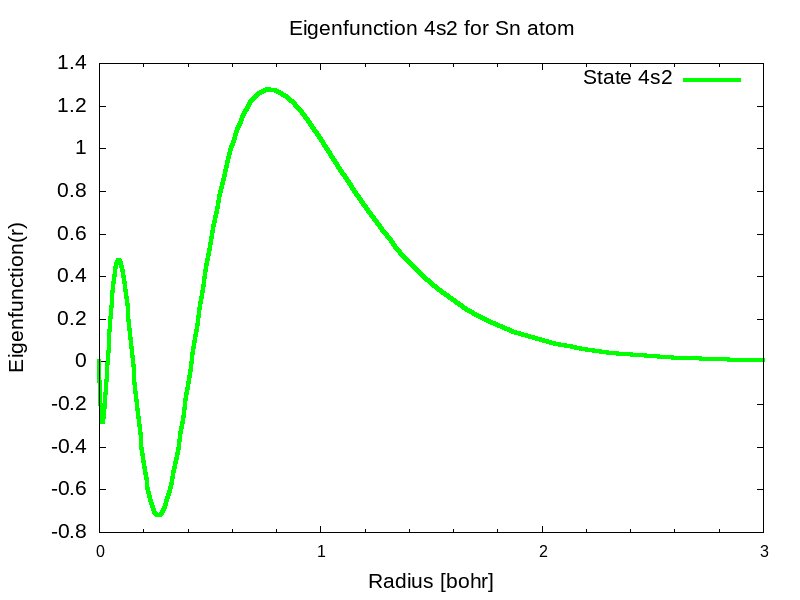 Eigenfunction 4s2 for Sn atom
State 4s2
1.4
1.2
1
0.8
0.6
0.4
0.2
0
-0.2
-0.4
-0.6
-0.8
Eigenfunction(r)
0 1 2 3
Radius [bohr]